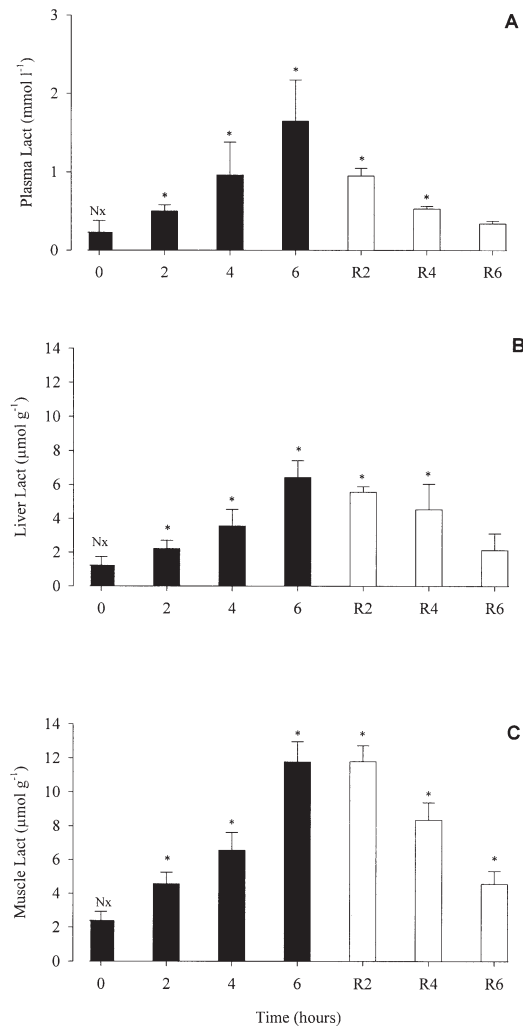 A
Plasma Lact (mmol l⁻¹)
3
2
1
0
Nx
*
*
*
*
*
0 2 4 6 R2 R4 R6
B
Liver Lact (µmol g⁻¹)
14
12
10
8
6
4
2
0
Nx
*
*
*
*
*
0 2 4 6 R2 R4 R6
C
Muscle Lact (µmol g⁻¹)
14
12
10
8
6
4
2
0
Nx
*
*
*
*
*
*
0 2 4 6 R2 R4 R6
Time (hours)